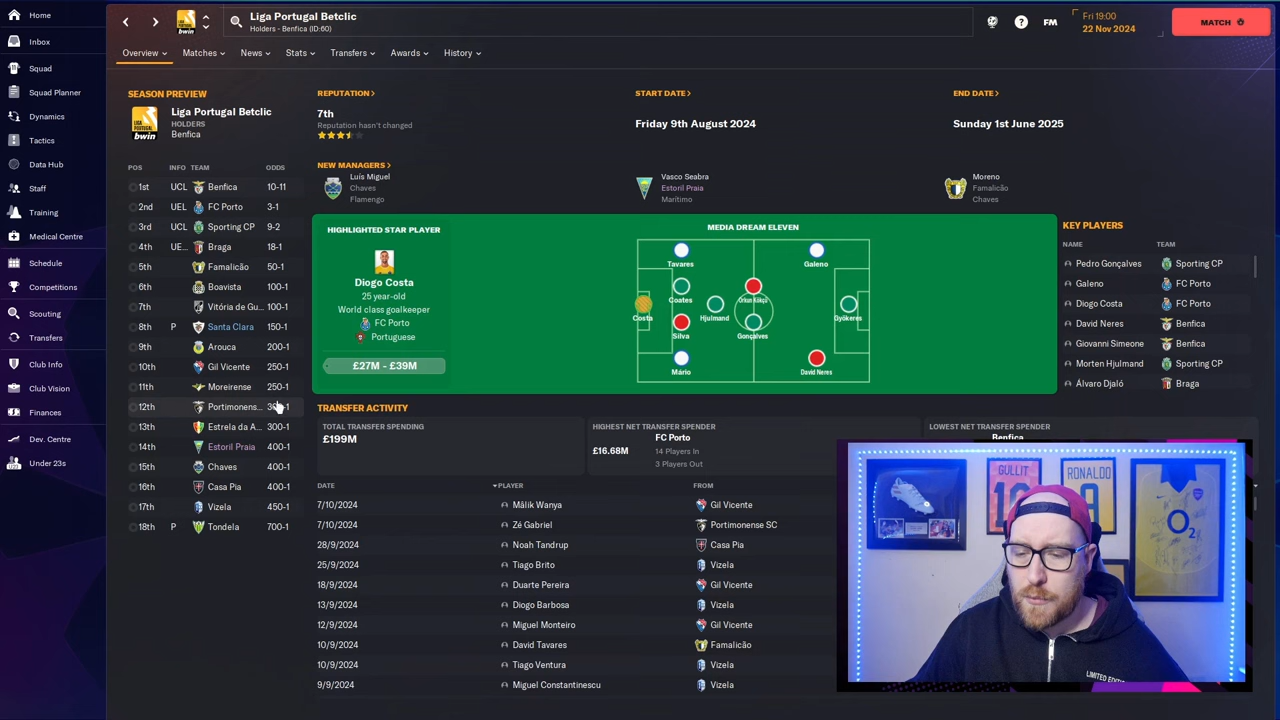 Home
Inbox
Squad
Squad Planner
Dynamics
Tactics
Data Hub
Staff
Training
Medical Centre
Schedule
Competitions
Scouting
Transfers
Club Info
Club Vision
Finances
Dev. Centre
Under 23s
bwin
Liga Portugal Betclic
Holders - Benfica (ID:60)
FM
Fri 19:00
22 Nov 2024
MATCH
Overview
Matches
News
Stats
Transfers
Awards
History
SEASON PREVIEW
LIGA PORTUGAL
bwin
Liga Portugal Betclic
HOLDERS
Benfica
POS INFO TEAM ODDS
1st UCL Benfica 10-11
2nd UEL FC Porto 3-1
3rd UCL Sporting CP 9-2
4th UE... Braga 18-1
5th Famalicão 50-1
6th Boavista 100-1
7th Vitória de Gu... 100-1
8th P Santa Clara 150-1
9th Arouca 200-1
10th Gil Vicente 250-1
11th Moreirense 250-1
12th Portimonens...
13th Estrela da A... 300-1
14th Estoril Praia 400-1
15th Chaves 400-1
16th Casa Pia 400-1
17th Vizela 450-1
18th P Tondela 700-1
REPUTATION >
7th
Reputation hasn't changed
START DATE >
Friday 9th August 2024
END DATE >
Sunday 1st June 2025
NEW MANAGERS >
Luís Miguel
Chaves
Flamengo
Vasco Seabra
Estoril Praia
Marítimo
Moreno
Famalicão
Chaves
HIGHLIGHTED STAR PLAYER
Diogo Costa
25 year-old
World class goalkeeper
FC Porto
Portuguese
£27M - £39M
MEDIA DREAM ELEVEN
Tavares
Galeno
Coates
Orkun Kökçü
Costa
Hjulmand
Gyökeres
Silva
Gonçalves
Mário
David Neres
KEY PLAYERS
NAME TEAM
Pedro Gonçalves Sporting CP
Galeno FC Porto
Diogo Costa FC Porto
David Neres Benfica
Giovanni Simeone Benfica
Morten Hjulmand Sporting CP
Álvaro Djaló Braga
TRANSFER ACTIVITY
TOTAL TRANSFER SPENDING
£199M
HIGHEST NET TRANSFER SPENDER
£16.68M
FC Porto
14 Players In
3 Players Out
LOWEST NET TRANSFER SPENDER
Benfica
DATE PLAYER FROM
7/10/2024 Málik Wanya Gil Vicente
7/10/2024 Zé Gabriel Portimonense SC
28/9/2024 Noah Tandrup Casa Pia
25/9/2024 Tiago Brito Vizela
18/9/2024 Duarte Pereira Gil Vicente
13/9/2024 Diogo Barbosa Vizela
12/9/2024 Miguel Monteiro Gil Vicente
10/9/2024 David Tavares Famalicão
10/9/2024 Tiago Ventura Vizela
9/9/2024 Miguel Constantinescu Vizela
GULLIT
10
RONALDO
9
O2
LIMITED EDITION